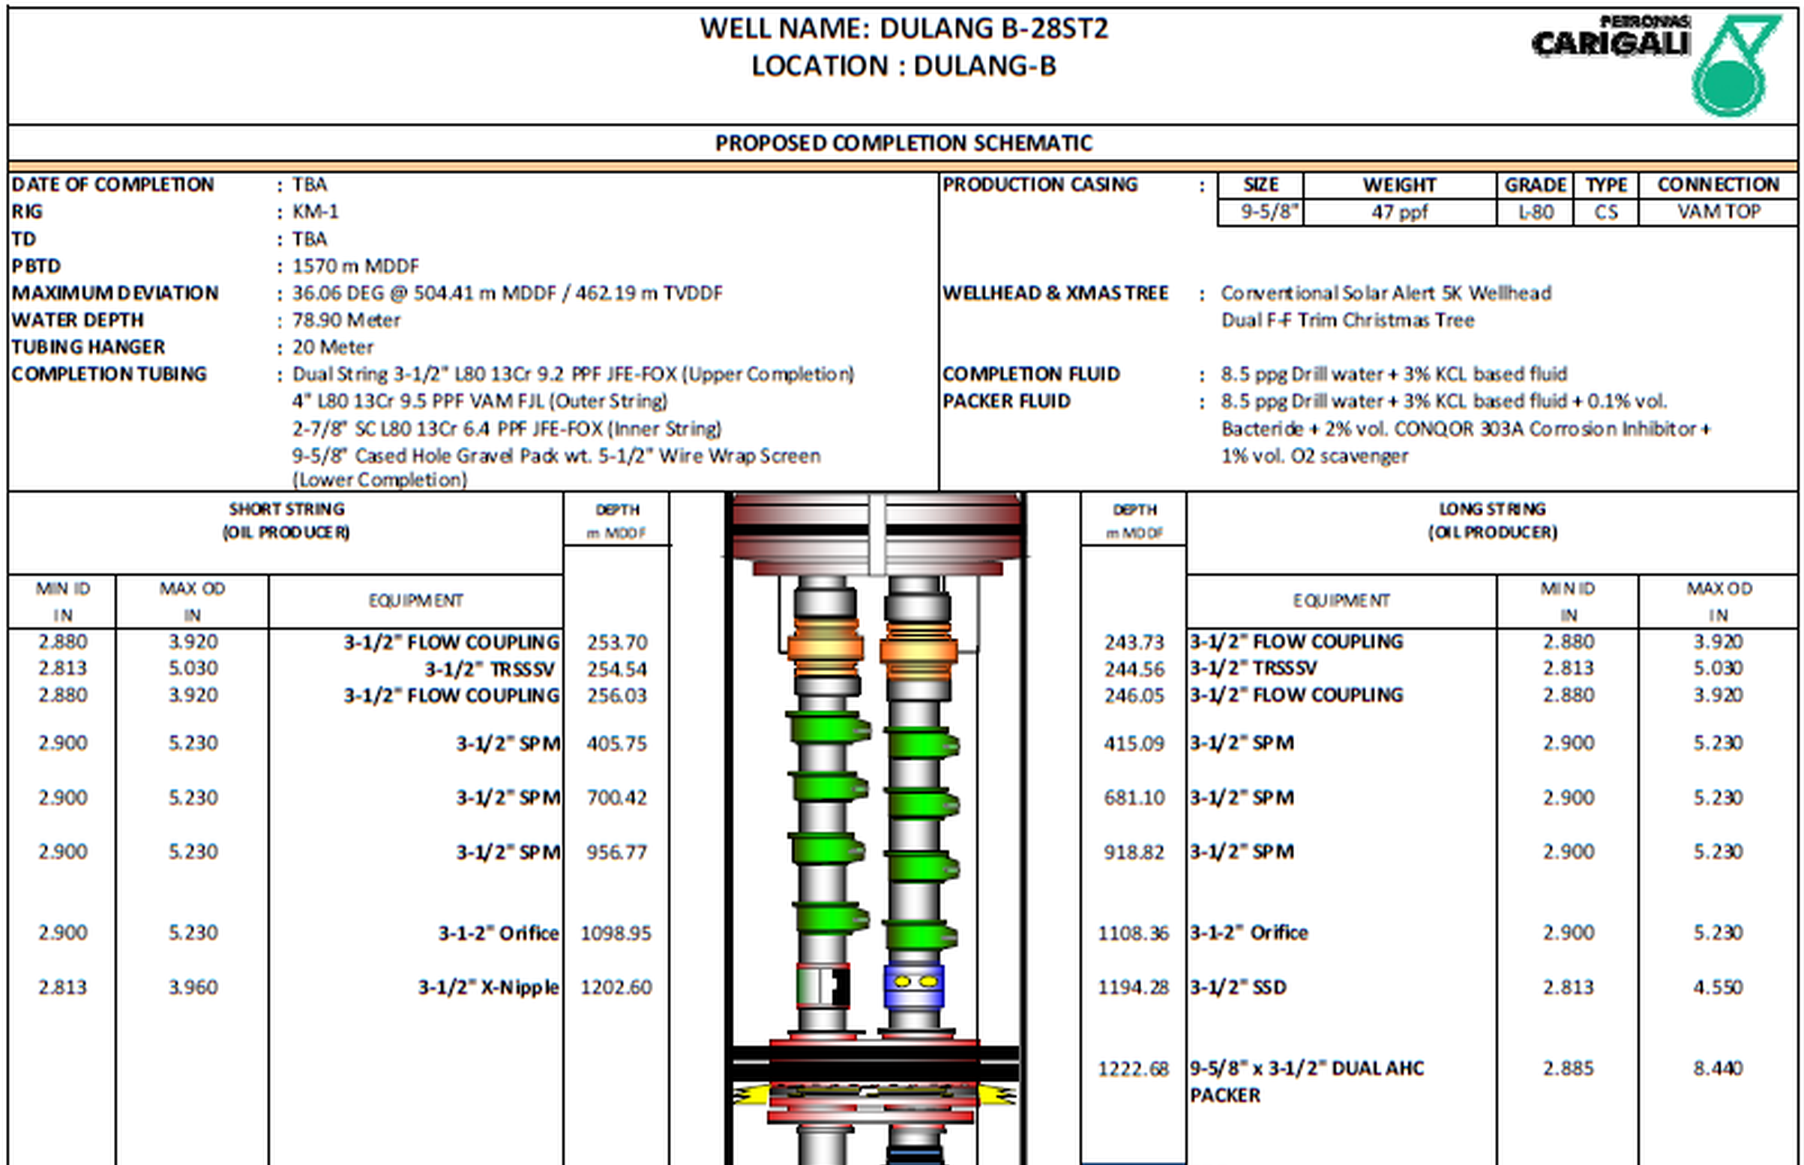 WELL NAME: DULANG B-28ST2
LOCATION : DULANG-B
PETRONAS
CARIGALI
PROPOSED COMPLETION SCHEMATIC
DATE OF COMPLETION : TBA
RIG : KM-1
TD : TBA
PBTD : 1570 m MDDF
MAXIMUM DEVIATION : 36.06 DEG @ 504.41 m MDDF / 462.19 m TVDDF
WATER DEPTH : 78.90 Meter
TUBING HANGER : 20 Meter
COMPLETION TUBING : Dual String 3-1/2" L80 13Cr 9.2 PPF JFE-FOX (Upper Completion)
4" L80 13Cr 9.5 PPF VAM FJL (Outer String)
2-7/8" SC L80 13Cr 6.4 PPF JFE-FOX (Inner String)
9-5/8" Cased Hole Gravel Pack wt. 5-1/2" Wire Wrap Screen
(Lower Completion)
PRODUCTION CASING : SIZE WEIGHT GRADE TYPE CONNECTION
9-5/8" 47 ppf L-80 CS VAM TOP
WELLHEAD & XMAS TREE : Conventional Solar Alert 5K Wellhead
Dual F-F Trim Christmas Tree
COMPLETION FLUID : 8.5 ppg Drill water + 3% KCL based fluid
PACKER FLUID : 8.5 ppg Drill water + 3% KCL based fluid + 0.1% vol.
Bactericide + 2% vol. CONQOR 303A Corrosion Inhibitor +
1% vol. O2 scavenger
SHORT STRING
(OIL PRODUCER)
DEPTH
m MDDF
MIN ID
IN
MAX OD
IN
EQUIPMENT
2.880 3.920 3-1/2" FLOW COUPLING 253.70
2.813 5.030 3-1/2" TRSSSV 254.54
2.880 3.920 3-1/2" FLOW COUPLING 256.03
2.900 5.230 3-1/2" SPM 405.75
2.900 5.230 3-1/2" SPM 700.42
2.900 5.230 3-1/2" SPM 956.77
2.900 5.230 3-1-2" Orifice 1098.95
2.813 3.960 3-1/2" X-Nipple 1202.60
DEPTH
m MDDF
LONG STRING
(OIL PRODUCER)
EQUIPMENT
MIN ID
IN
MAX OD
IN
243.73 3-1/2" FLOW COUPLING 2.880 3.920
244.56 3-1/2" TRSSSV 2.813 5.030
246.05 3-1/2" FLOW COUPLING 2.880 3.920
415.09 3-1/2" SPM 2.900 5.230
681.10 3-1/2" SPM 2.900 5.230
918.82 3-1/2" SPM 2.900 5.230
1108.36 3-1-2" Orifice 2.900 5.230
1194.28 3-1/2" SSD 2.813 4.550
1222.68 9-5/8" x 3-1/2" DUAL AHC 2.885 8.440
PACKER